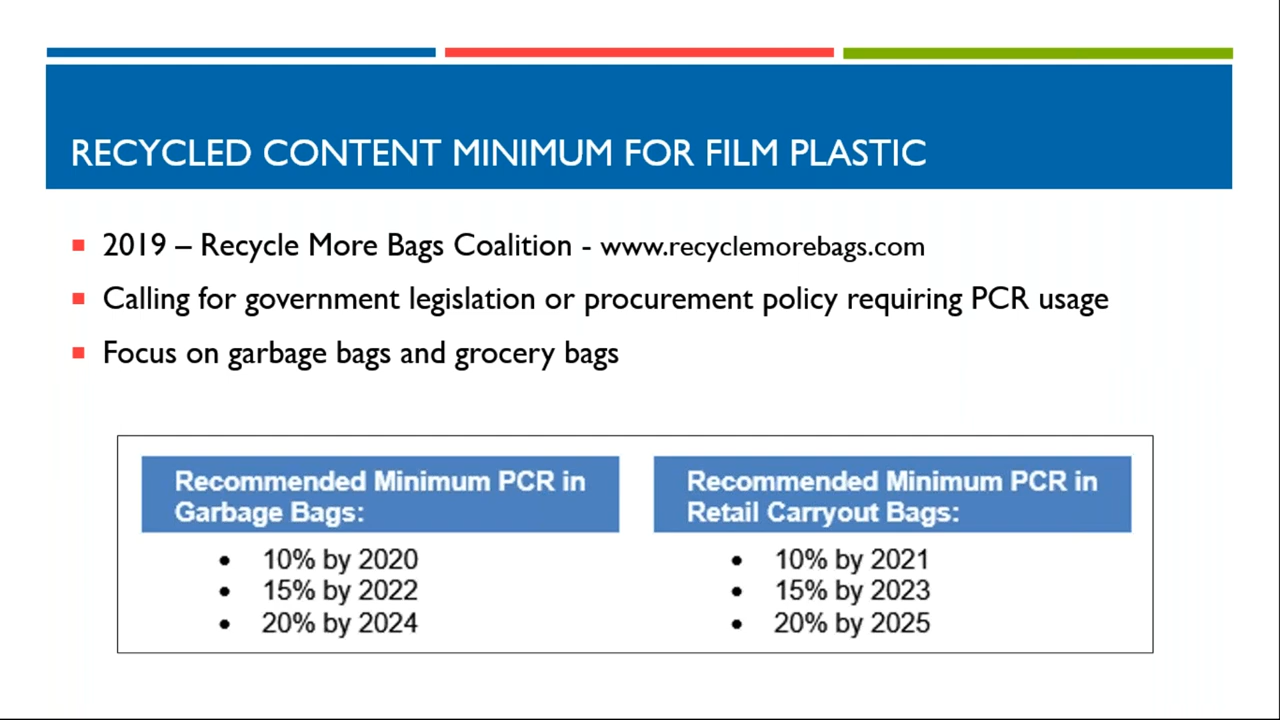 RECYCLED CONTENT MINIMUM FOR FILM PLASTIC
2019 – Recycle More Bags Coalition - www.recyclemorebags.com
Calling for government legislation or procurement policy requiring PCR usage
Focus on garbage bags and grocery bags
Recommended Minimum PCR in
Garbage Bags:
10% by 2020
15% by 2022
20% by 2024
Recommended Minimum PCR in
Retail Carryout Bags:
10% by 2021
15% by 2023
20% by 2025